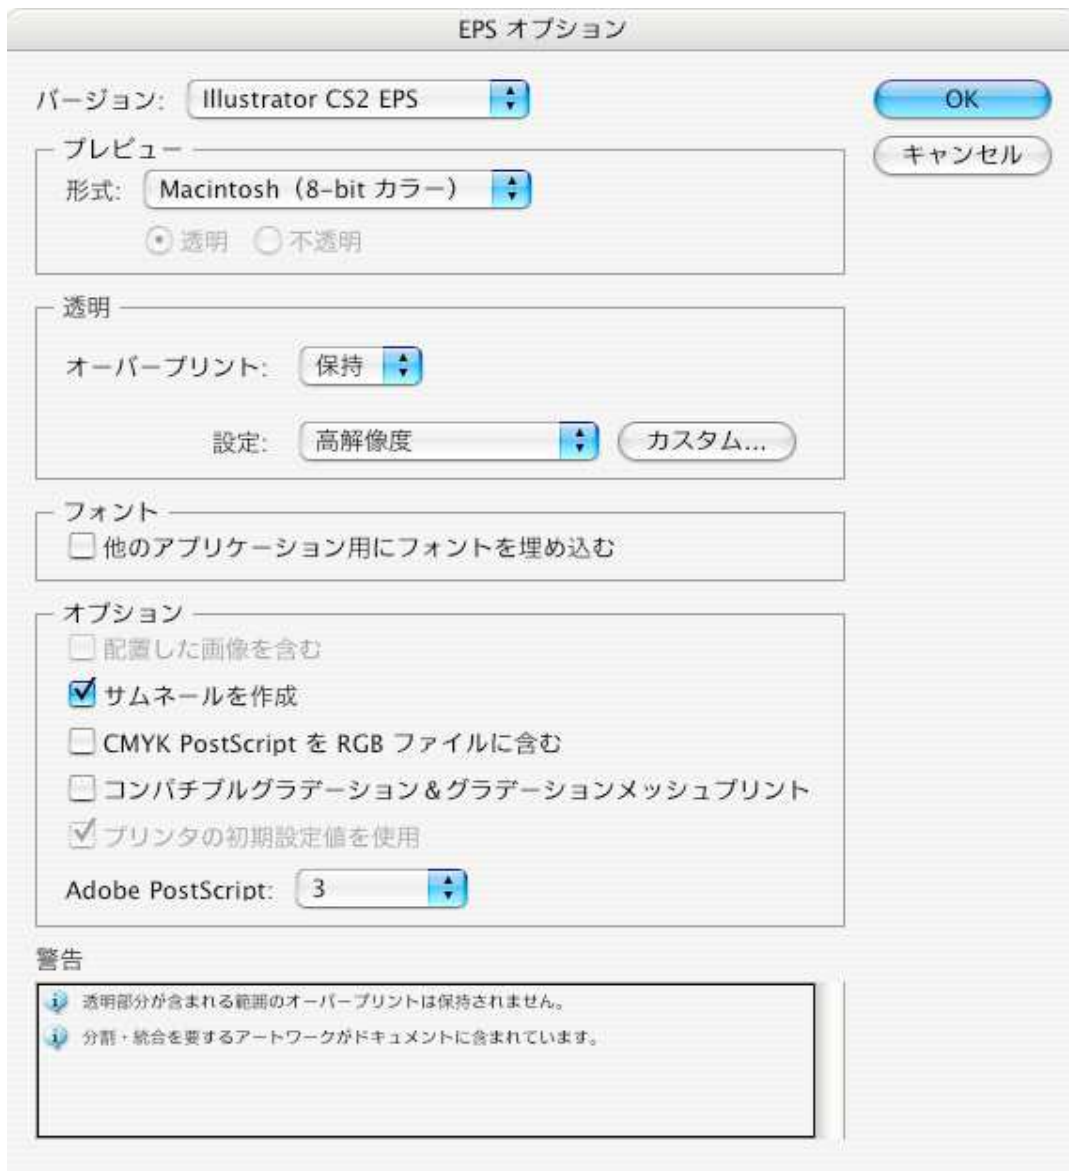 EPS オプション
バージョン: Illustrator CS2 EPS
OK
プレビュー
キャンセル
形式: Macintosh（8-bit カラー）
透明 不透明
透明
オーバープリント: 保持
設定: 高解像度 カスタム...
フォント
他のアプリケーション用にフォントを埋め込む
オプション
配置した画像を含む
サムネールを作成
CMYK PostScript を RGB ファイルに含む
コンパチブルグラデーション＆グラデーションメッシュプリント
プリンタの初期設定値を使用
Adobe PostScript: 3
警告
透明部分が含まれる範囲のオーバープリントは保持されません。
分割・統合を要するアートワークがドキュメントに含まれています。